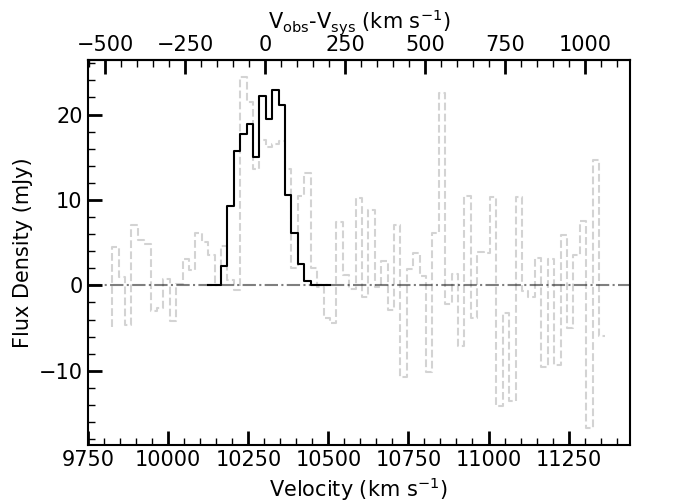 V_obs-V_sys (km s⁻¹)
−500 −250 0 250 500 750 1000
20
10
0
−10
Flux Density (mJy)
9750 10000 10250 10500 10750 11000 11250
Velocity (km s⁻¹)